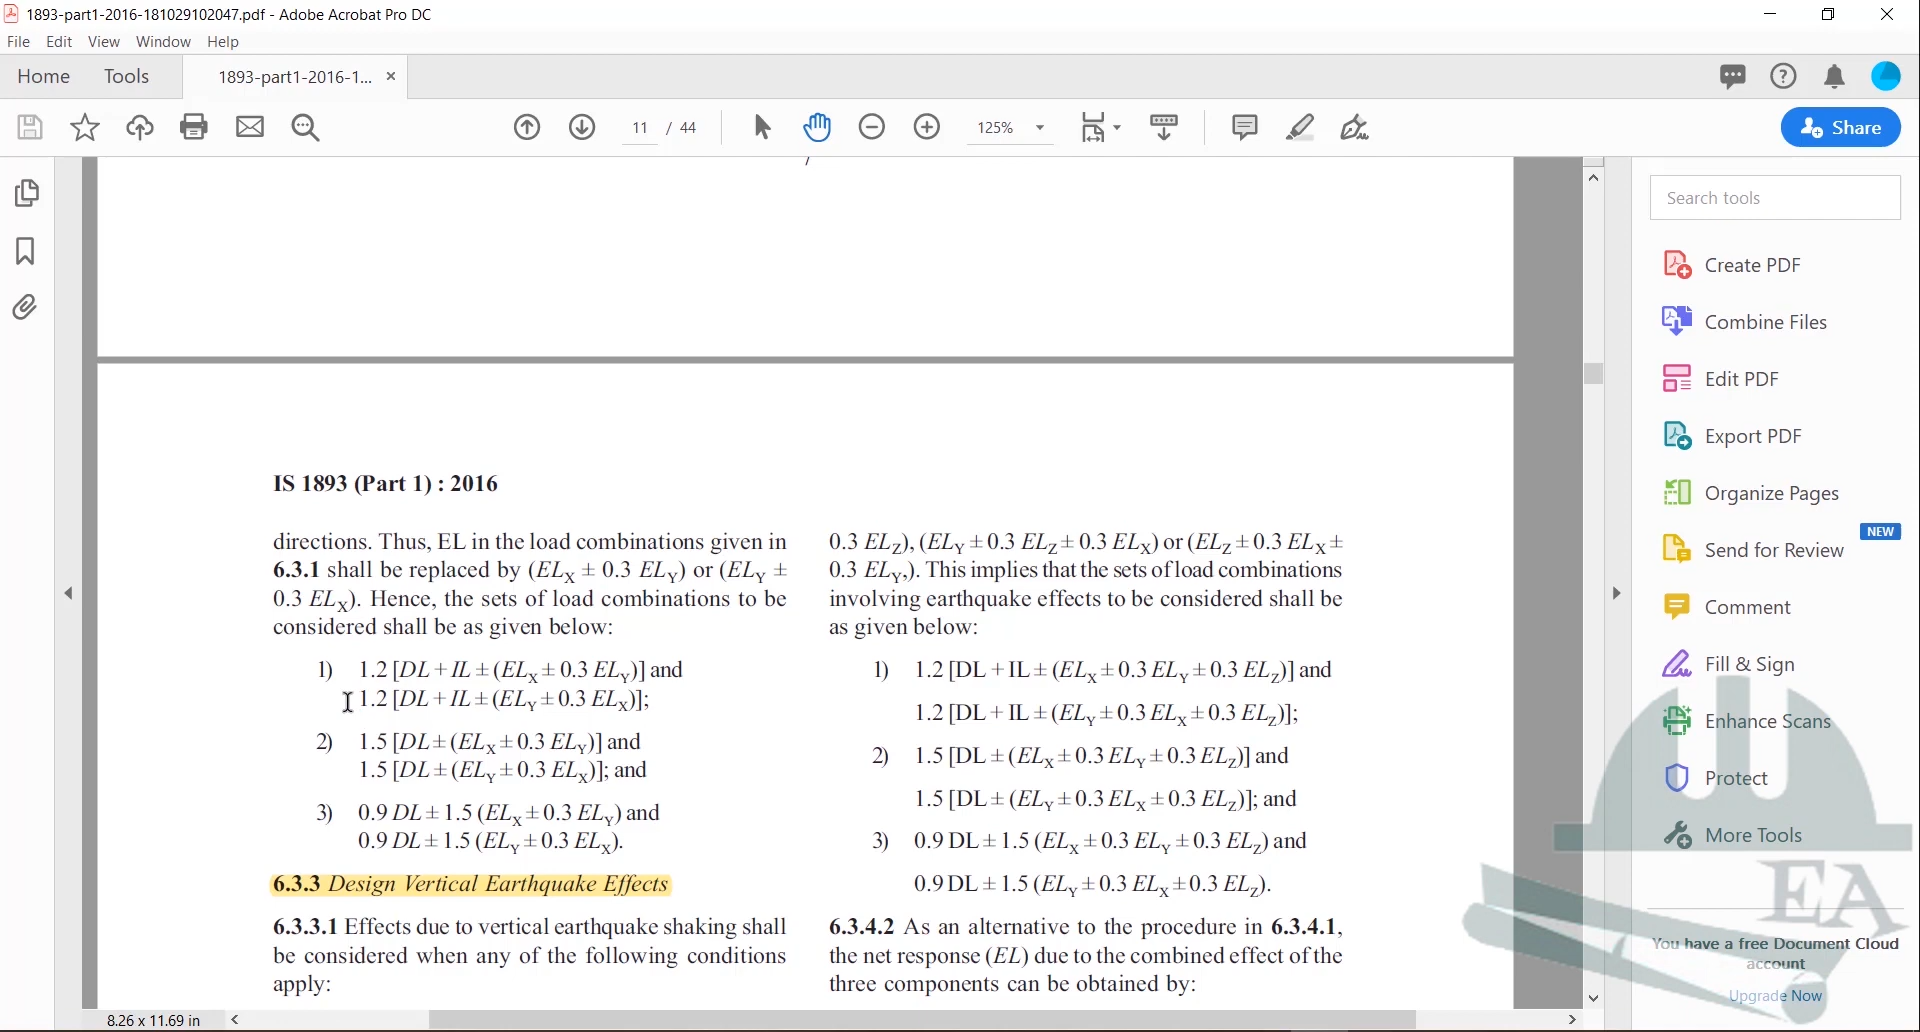 1893-part1-2016-181029102047.pdf - Adobe Acrobat Pro DC
File Edit View Window Help
Home Tools 1893-part1-2016-1... ×
11 / 44 125% Share
Search tools
Create PDF
Combine Files
Edit PDF
Export PDF
Organize Pages
NEW
Send for Review
Comment
Fill & Sign
Enhance Scans
Protect
More Tools
EA
You have a free Document Cloud
account
Upgrade Now
IS 1893 (Part 1) : 2016
directions. Thus, EL in the load combinations given in
6.3.1 shall be replaced by (ELX ± 0.3 ELY) or (ELY ±
0.3 ELX). Hence, the sets of load combinations to be
considered shall be as given below:
1) 1.2 [DL + IL ± (ELX ± 0.3 ELY)] and
1.2 [DL + IL ± (ELY ± 0.3 ELX)];
2) 1.5 [DL ± (ELX ± 0.3 ELY)] and
1.5 [DL ± (ELY ± 0.3 ELX)]; and
3) 0.9 DL ± 1.5 (ELX ± 0.3 ELY) and
0.9 DL ± 1.5 (ELY ± 0.3 ELX).
6.3.3 Design Vertical Earthquake Effects
6.3.3.1 Effects due to vertical earthquake shaking shall
be considered when any of the following conditions
apply:
0.3 ELZ), (ELY ± 0.3 ELZ ± 0.3 ELX) or (ELZ ± 0.3 ELX ±
0.3 ELY,). This implies that the sets of load combinations
involving earthquake effects to be considered shall be
as given below:
1) 1.2 [DL + IL ± (ELX ± 0.3 ELY ± 0.3 ELZ)] and
1.2 [DL + IL ± (ELY ± 0.3 ELX ± 0.3 ELZ)];
2) 1.5 [DL ± (ELX ± 0.3 ELY ± 0.3 ELZ)] and
1.5 [DL ± (ELY ± 0.3 ELX ± 0.3 ELZ)]; and
3) 0.9 DL ± 1.5 (ELX ± 0.3 ELY ± 0.3 ELZ) and
0.9 DL ± 1.5 (ELY ± 0.3 ELX ± 0.3 ELZ).
6.3.4.2 As an alternative to the procedure in 6.3.4.1,
the net response (EL) due to the combined effect of the
three components can be obtained by:
8.26 x 11.69 in